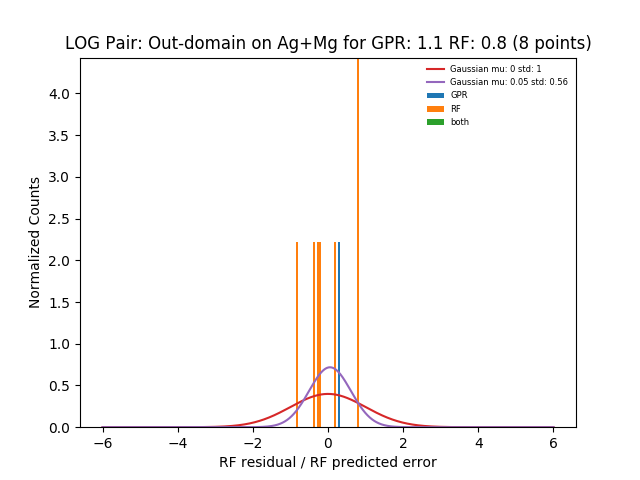 LOG Pair: Out-domain on Ag+Mg for GPR: 1.1 RF: 0.8 (8 points)
Gaussian mu: 0 std: 1
Gaussian mu: 0.05 std: 0.56
GPR
RF
both
Normalized Counts
4.0
3.5
3.0
2.5
2.0
1.5
1.0
0.5
0.0
−6 −4 −2 0 2 4 6
RF residual / RF predicted error